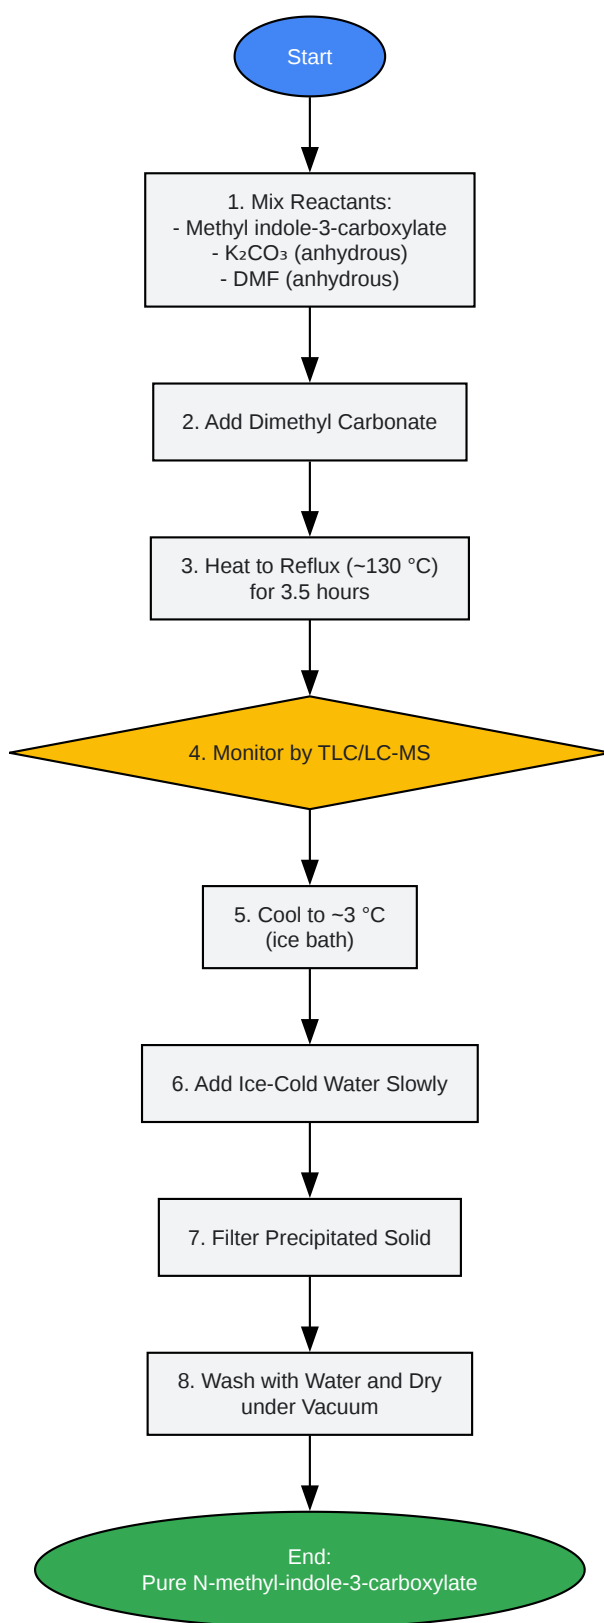 Start
1. Mix Reactants:
- Methyl indole-3-carboxylate
- K₂CO₃ (anhydrous)
- DMF (anhydrous)
2. Add Dimethyl Carbonate
3. Heat to Reflux (~130 °C)
for 3.5 hours
4. Monitor by TLC/LC-MS
5. Cool to ~3 °C
(ice bath)
6. Add Ice-Cold Water Slowly
7. Filter Precipitated Solid
8. Wash with Water and Dry
under Vacuum
End:
Pure N-methyl-indole-3-carboxylate